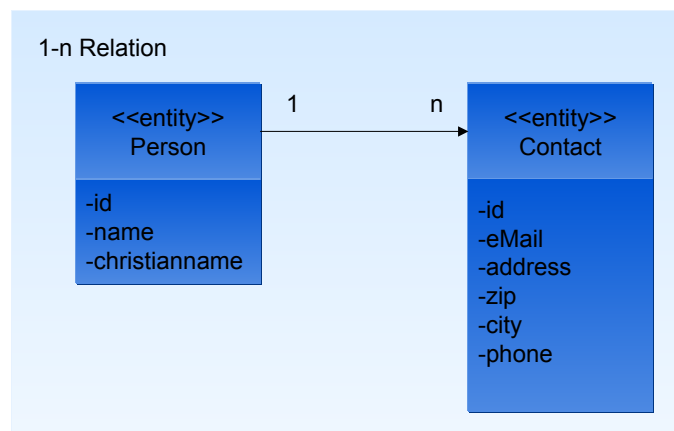 1-n Relation
<<entity>>
Person
-id
-name
-christianname
1
n
<<entity>>
Contact
-id
-eMail
-address
-zip
-city
-phone